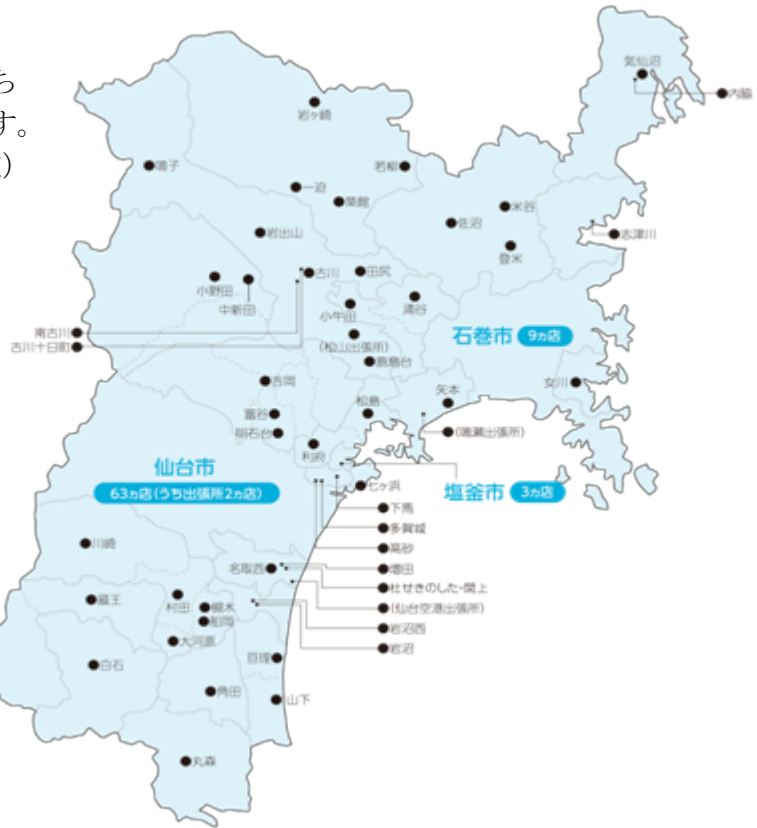 ち
す。
)
気仙沼
内脇
岩ヶ崎
鳴子
若柳
一迫
築館
米谷
佐沼
志津川
岩出山
登米
古川
田尻
小野田
中新田
涌谷
小牛田
南古川
古川十日町
(松山出張所)
石巻市 9ヵ店
鹿島台
吉岡
女川
矢本
松島
富谷
明石台
(鳴瀬出張所)
利府
仙台市
63ヵ店(うち出張所2ヵ店)
七ヶ浜
塩釜市 3ヵ店
下馬
多賀城
川崎
高砂
名取西
増田
杜せきのした・閖上
蔵王
村田
槻木
(仙台空港出張所)
船岡
岩沼西
大河原
岩沼
亘理
白石
角田
山下
丸森